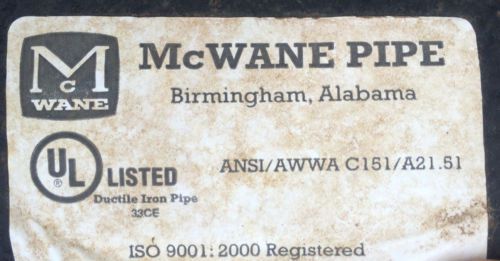 M
C
WANE
McWANE PIPE
Birmingham, Alabama
UL
®
LISTED
Ductile Iron Pipe
33CE
ANSI/AWWA C151/A21.51
ISO 9001:2000 Registered